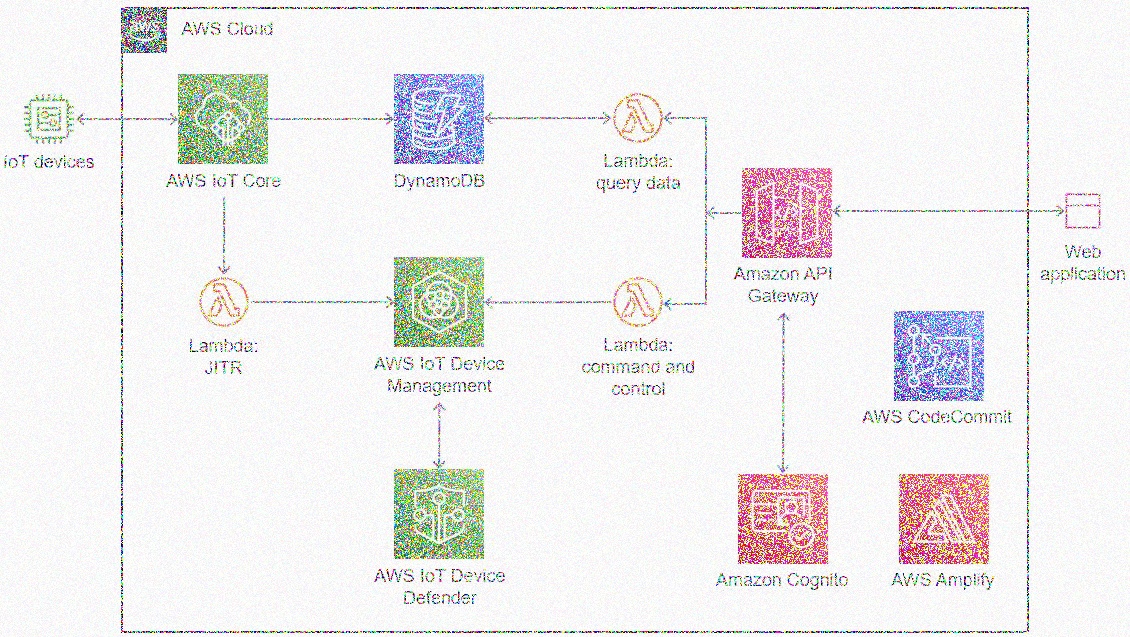 aws
AWS Cloud
IoT devices
AWS IoT Core
DynamoDB
Lambda:
query data
Amazon API
Gateway
Web
application
Lambda:
JITR
AWS IoT Device
Management
Lambda:
command and
control
AWS CodeCommit
AWS IoT Device
Defender
Amazon Cognito
AWS Amplify